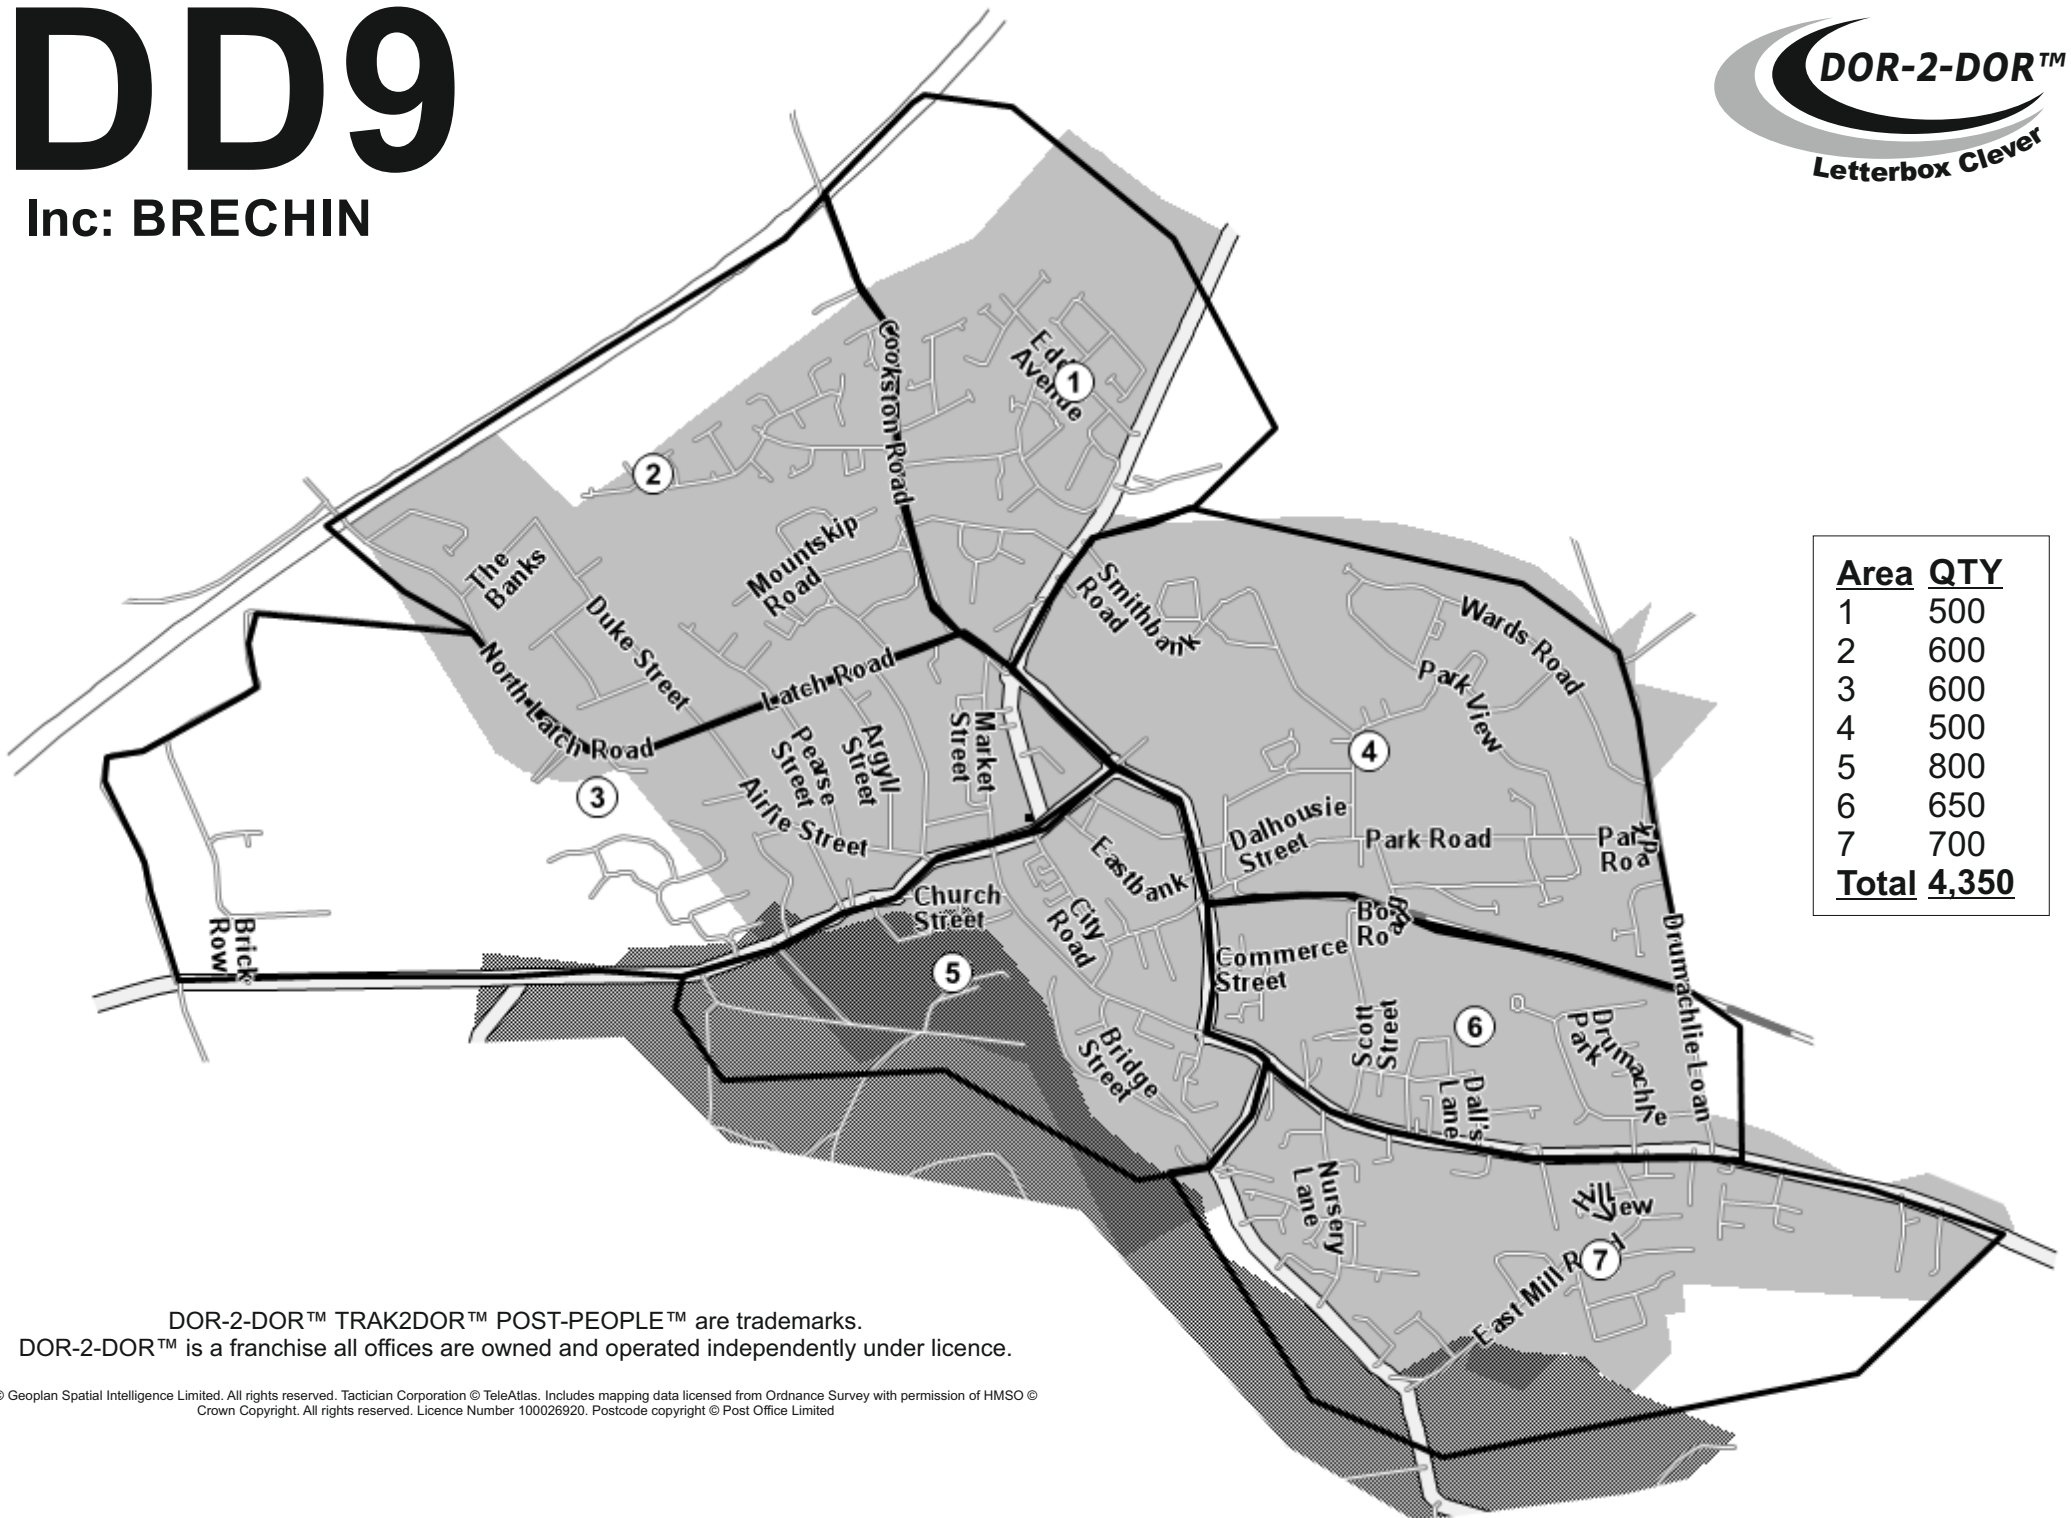 DD9
Inc: BRECHIN
DOR-2-DOR™
Letterbox Clever
Cookston Road
Avenue
1
2
The
Banks
Mountskip
Road
Duke Street
Smithbank
Road
Wards Road
Park View
North Latch Road
Latch Road
Pearse
Street
Argyll
Street
Market
Street
Airlie Street
3
4
Dalhousie
Street
Park Road
Eastbank
Church
Street
City
Road
Brick
Row
5
Commerce
Street
Drumachlie Loan
Scott
Street
6
Drumachlie
Park
Bridge
Street
Dall's
Lane
Nursery
Lane
7
East Mill Road
Area QTY
1 500
2 600
3 600
4 500
5 800
6 650
7 700
Total 4,350
DOR-2-DOR™ TRAK2DOR™ POST-PEOPLE™ are trademarks.
DOR-2-DOR™ is a franchise all offices are owned and operated independently under licence.
© Geoplan Spatial Intelligence Limited. All rights reserved. Tactician Corporation © TeleAtlas. Includes mapping data licensed from Ordnance Survey with permission of HMSO ©
Crown Copyright. All rights reserved. Licence Number 100026920. Postcode copyright © Post Office Limited